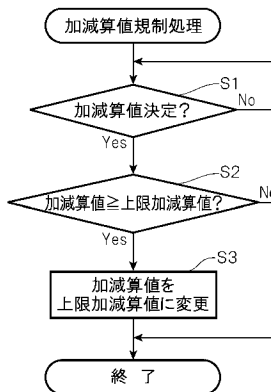 加減算値規制処理
S1
加減算値決定?
No
Yes
S2
加減算値≧上限加減算値?
No
Yes
S3
加減算値を
上限加減算値に変更
終了